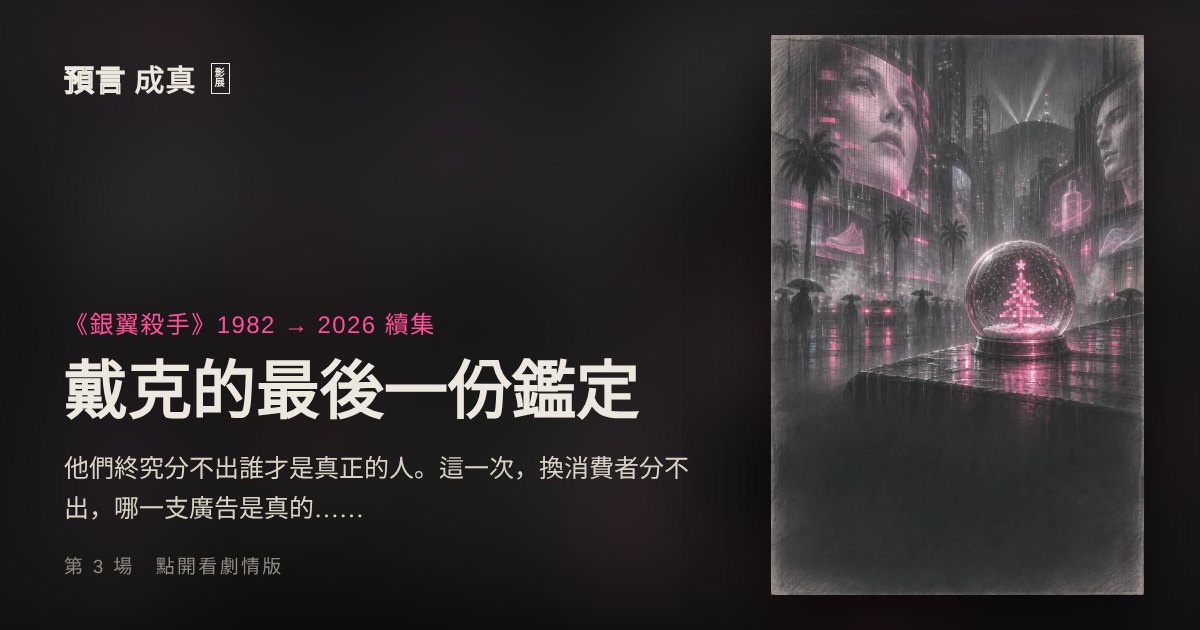 預言 成真 影展
《銀翼殺手》1982 → 2026 續集
戴克的最後一份鑑定
他們終究分不出誰才是真正的人。這一次，換消費者分不
出，哪一支廣告是真的……
第 3 場　點開看劇情版